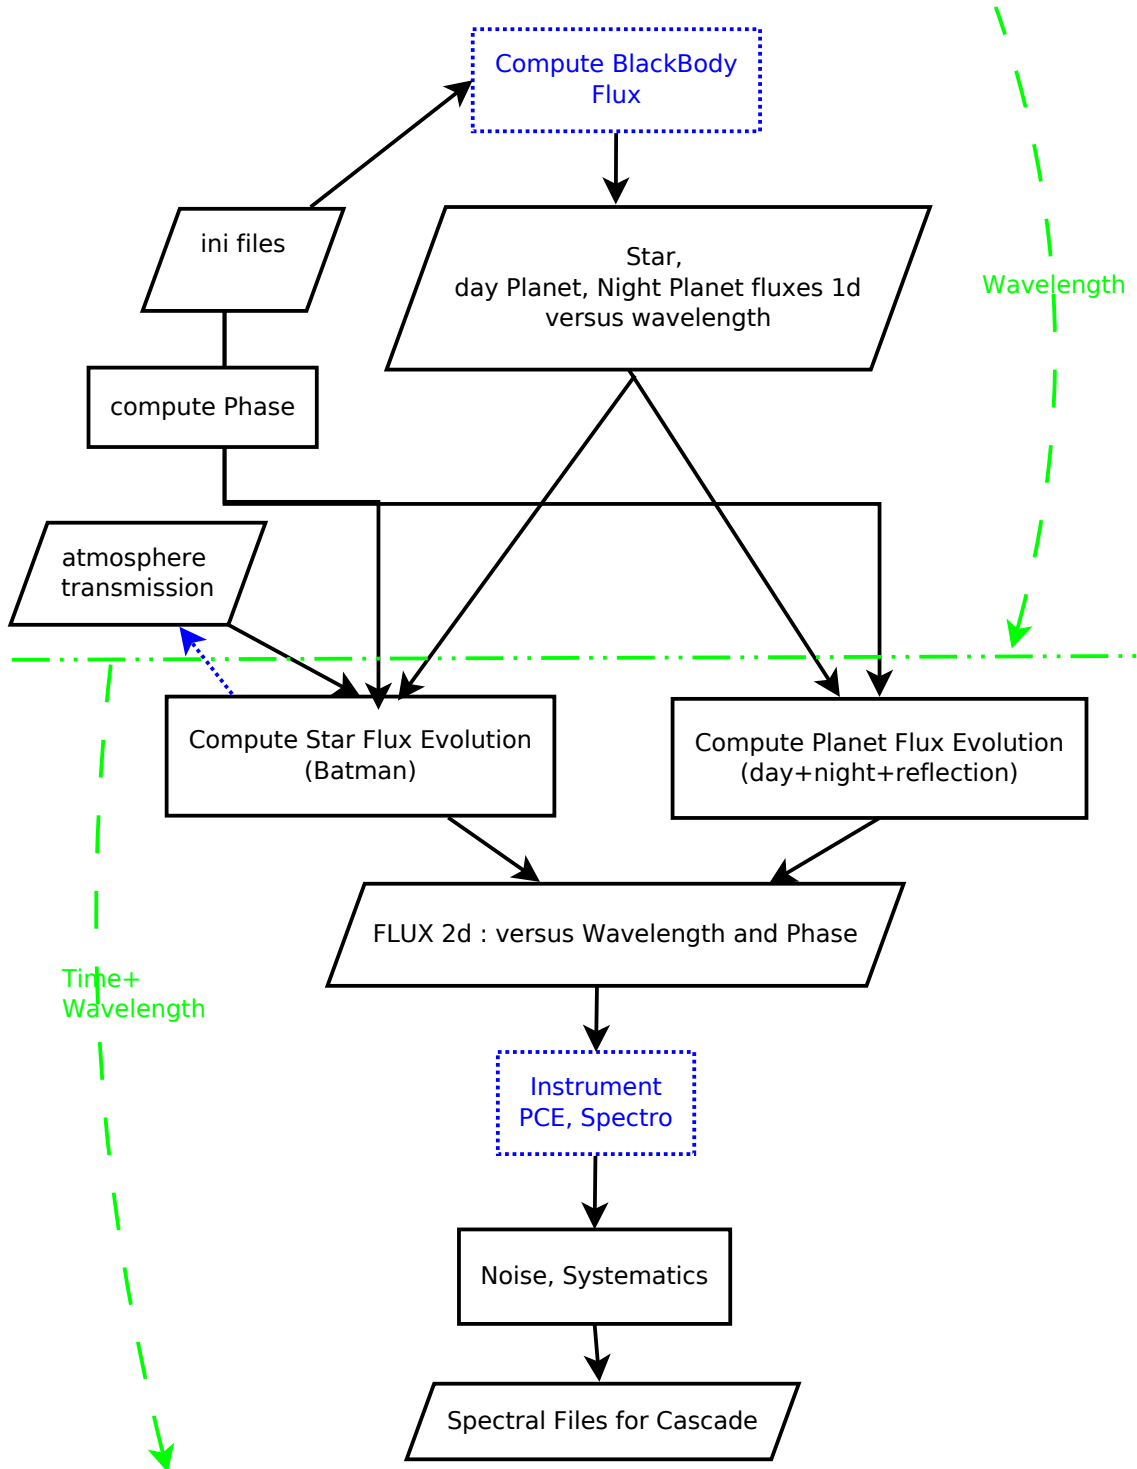 Compute BlackBody
Flux
ini files
Star,
day Planet, Night Planet fluxes 1d
versus wavelength
Wavelength
compute Phase
atmosphere
transmission
Compute Star Flux Evolution
(Batman)
Compute Planet Flux Evolution
(day+night+reflection)
FLUX 2d : versus Wavelength and Phase
Time+
Wavelength
Instrument
PCE, Spectro
Noise, Systematics
Spectral Files for Cascade